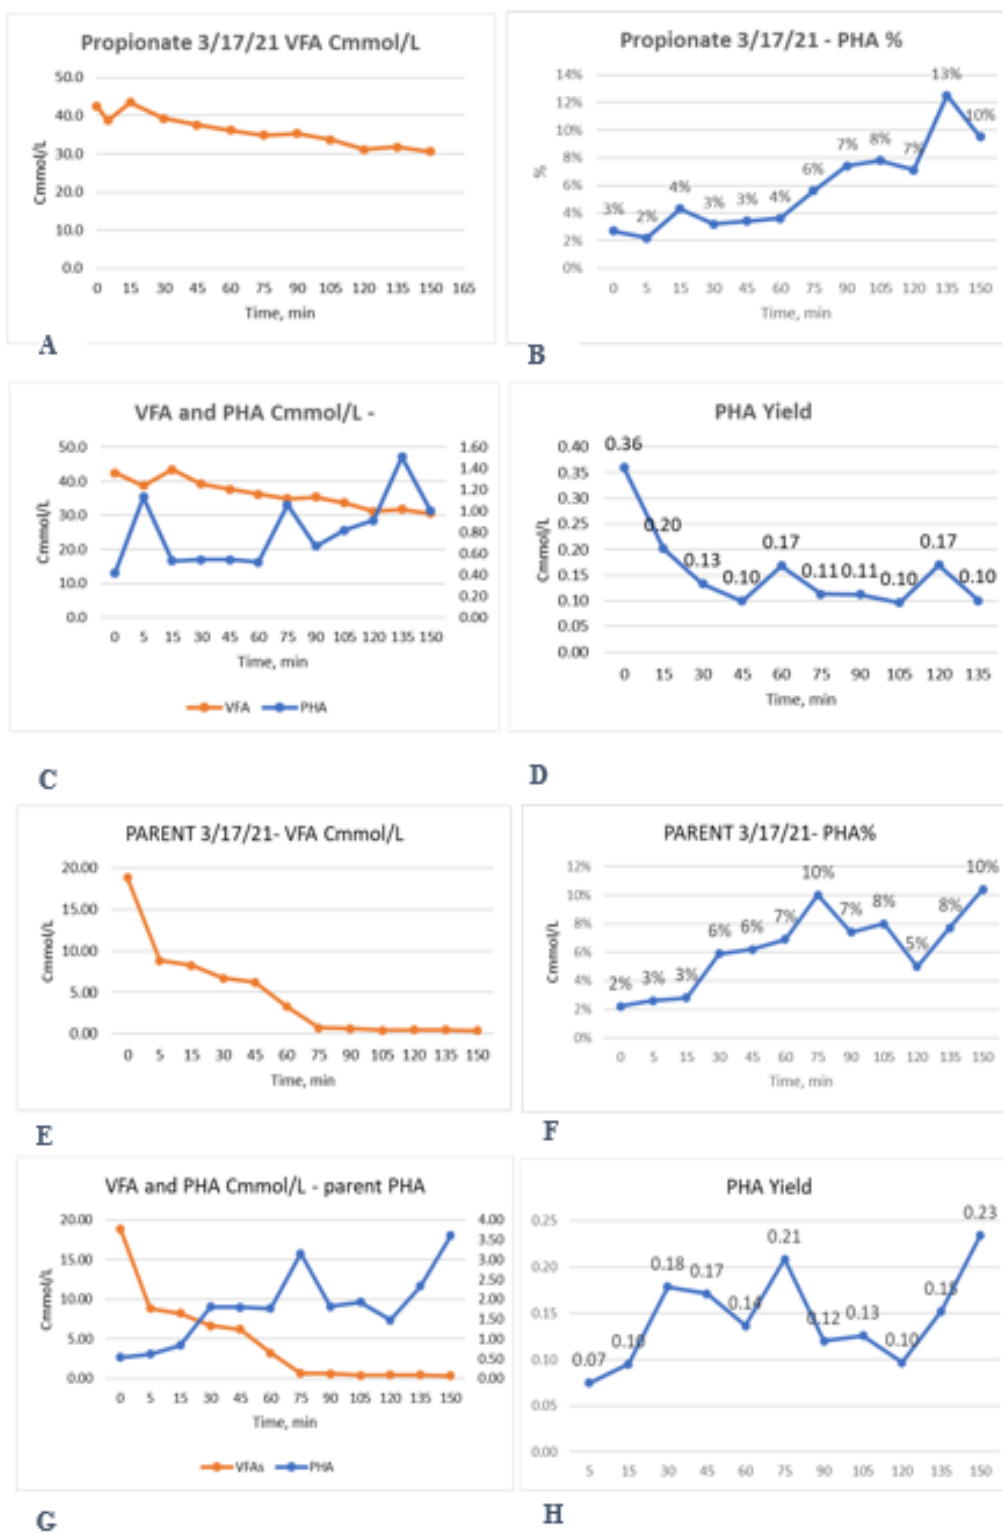 Propionate 3/17/21 VFA Cmmol/L
50.0
40.0
30.0
20.0
10.0
0.0
Cmmol/L
0 15 30 45 60 75 90 105 120 135 150 165
Time, min
A
Propionate 3/17/21 - PHA %
14%
12%
10%
8%
6%
4%
2%
0%
%
3% 2% 4% 3% 3% 4% 6% 7% 8% 7% 13% 10%
0 5 15 30 45 60 75 90 105 120 135 150
Time, min
B
VFA and PHA Cmmol/L -
50.0
40.0
30.0
20.0
10.0
0.0
Cmmol/L
1.60
1.40
1.20
1.00
0.80
0.60
0.40
0.20
0.00
0 5 15 30 45 60 75 90 105 120 135 150
Time, min
VFA PHA
C
PHA Yield
0.40
0.35
0.30
0.25
0.20
0.15
0.10
0.05
0.00
Cmmol/L
0.36 0.20 0.13 0.10 0.17 0.11 0.11 0.10 0.17 0.10
0 15 30 45 60 75 90 105 120 135
Time, min
D
PARENT 3/17/21- VFA Cmmol/L
20.00
15.00
10.00
5.00
0.00
Cmmol/L
0 5 15 30 45 60 75 90 105 120 135 150
Time, min
E
PARENT 3/17/21- PHA%
12%
10%
8%
6%
4%
2%
0%
Cmmol/L
2% 3% 3% 6% 6% 7% 10% 7% 8% 5% 8% 10%
0 5 15 30 45 60 75 90 105 120 135 150
Time, min
F
VFA and PHA Cmmol/L - parent PHA
20.00
15.00
10.00
5.00
0.00
Cmmol/L
4.00
3.50
3.00
2.50
2.00
1.50
1.00
0.50
0.00
0 5 15 30 45 60 75 90 105 120 135 150
Time, min
VFAs PHA
G
PHA Yield
0.25
0.20
0.15
0.10
0.05
0.00
0.07 0.10 0.18 0.17 0.14 0.21 0.12 0.13 0.10 0.15 0.23
5 15 30 45 60 75 90 105 120 135 150
H